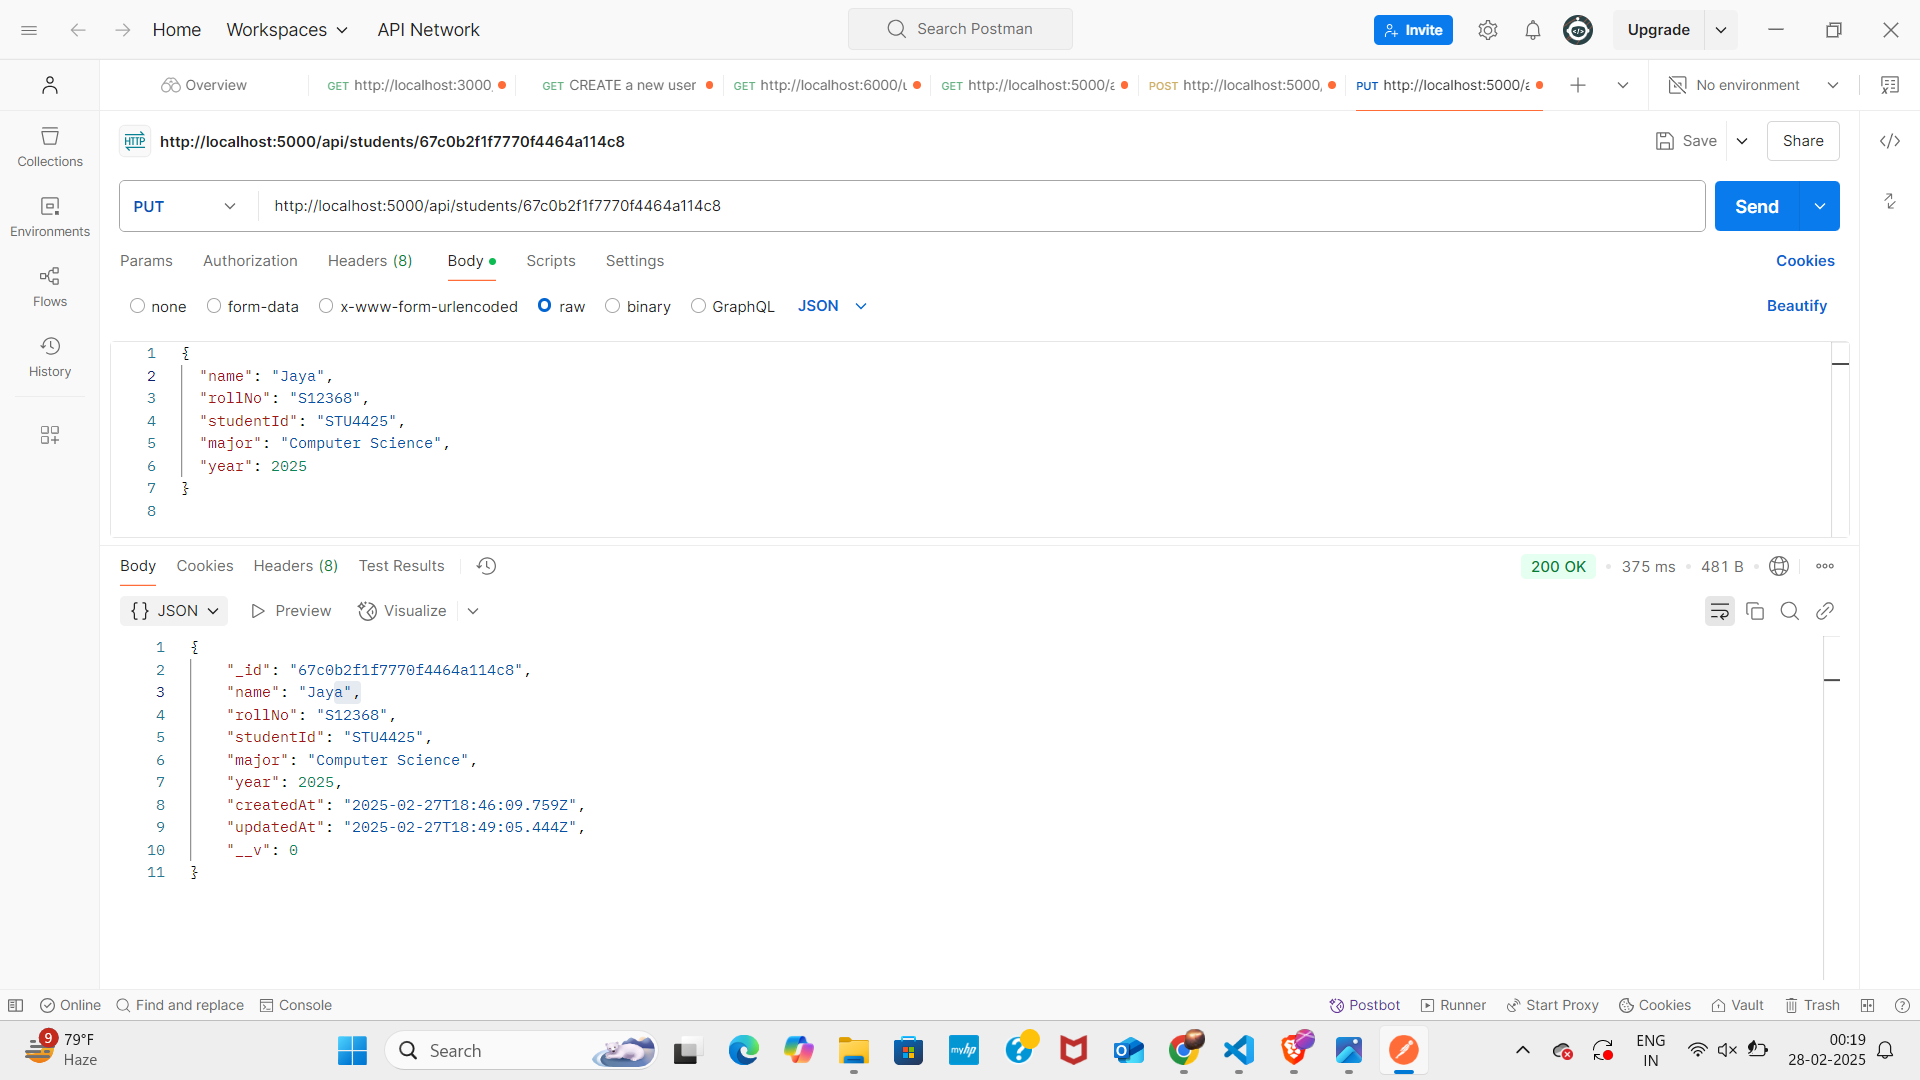 Home Workspaces API Network Search Postman Invite Upgrade
Overview GET http://localhost:3000, GET CREATE a new user GET http://localhost:6000/u GET http://localhost:5000/a POST http://localhost:5000, PUT http://localhost:5000/a No environment
HTTP http://localhost:5000/api/students/67c0b2f1f7770f4464a114c8 Save Share
Collections
Environments
Flows
History
PUT http://localhost:5000/api/students/67c0b2f1f7770f4464a114c8 Send
Params Authorization Headers (8) Body Scripts Settings Cookies
none form-data x-www-form-urlencoded raw binary GraphQL JSON Beautify
1 {
2 "name": "Jaya",
3 "rollNo": "S12368",
4 "studentId": "STU4425",
5 "major": "Computer Science",
6 "year": 2025
7 }
8
Body Cookies Headers (8) Test Results 200 OK 375 ms 481 B
{} JSON Preview Visualize
1 {
2 "_id": "67c0b2f1f7770f4464a114c8",
3 "name": "Jaya",
4 "rollNo": "S12368",
5 "studentId": "STU4425",
6 "major": "Computer Science",
7 "year": 2025,
8 "createdAt": "2025-02-27T18:46:09.759Z",
9 "updatedAt": "2025-02-27T18:49:05.444Z",
10 "__v": 0
11 }
Online Find and replace Console Postbot Runner Start Proxy Cookies Vault Trash
9 79°F
Haze
Search
myhp
ENG
IN
00:19
28-02-2025